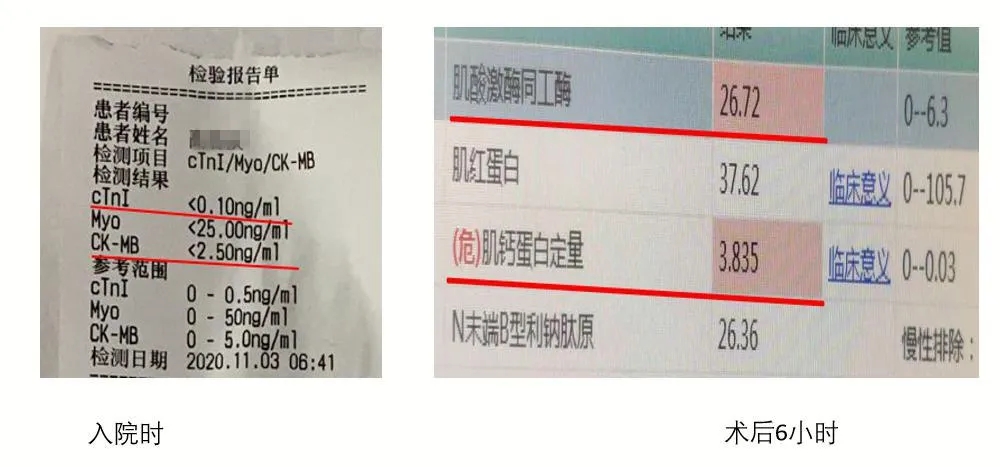 检验报告单
患者编号
患者姓名
检测项目 cTnI/Myo/CK-MB
检测结果
cTnI <0.10ng/ml
Myo <25.00ng/ml
CK-MB <2.50ng/ml
参考范围
cTnI 0 - 0.5ng/ml
Myo 0 - 50ng/ml
CK-MB 0 - 5.0ng/ml
检测日期 2020.11.03 06:41
结果 临床意义 参考值
肌酸激酶同工酶 26.72 0--6.3
肌红蛋白 37.62 临床意义 0--105.7
(危)肌钙蛋白定量 3.835 临床意义 0--0.03
N末端B型利钠肽原 26.36 慢性排除:
入院时
术后6小时